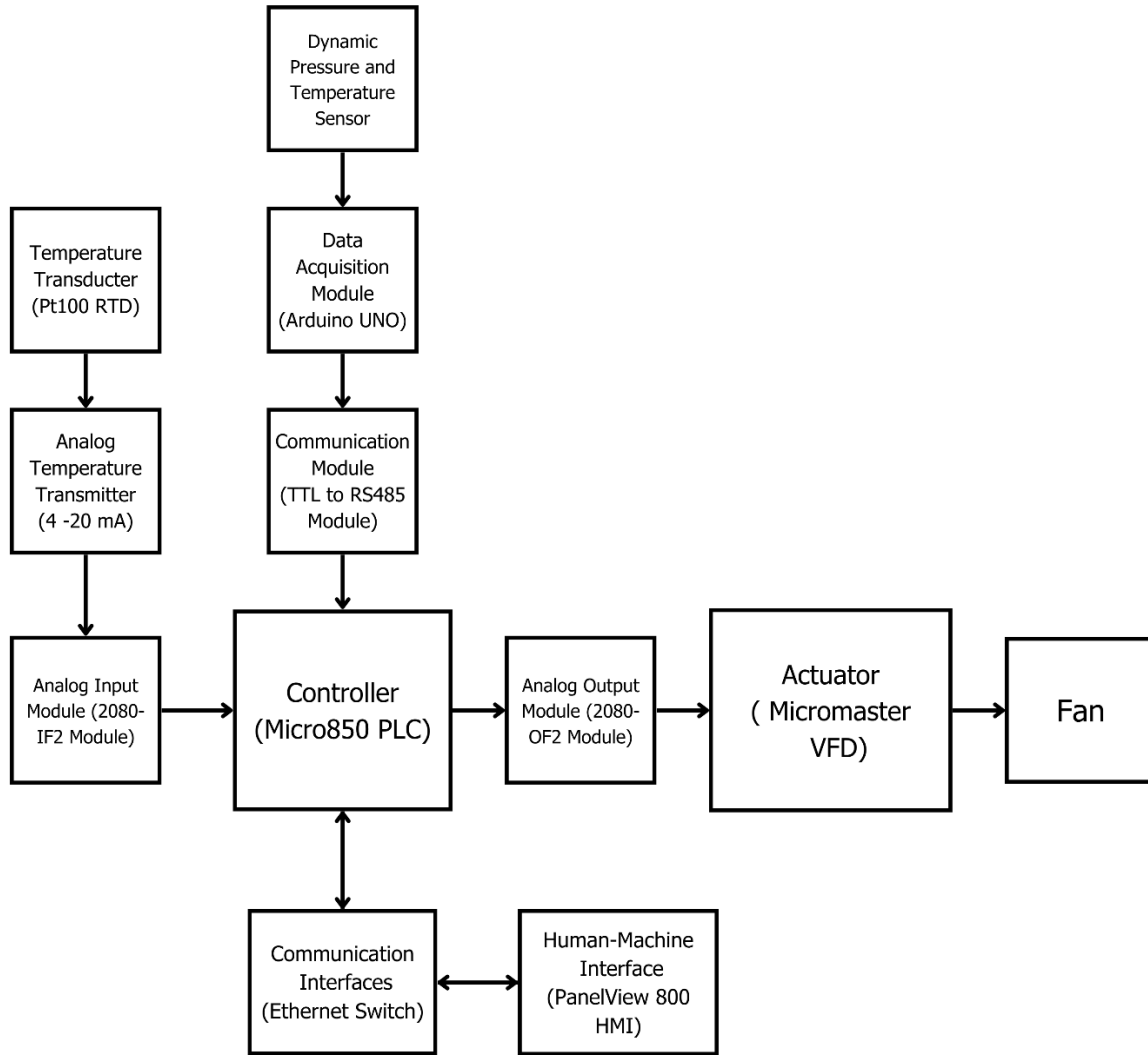 Dynamic
Pressure and
Temperature
Sensor
Temperature
Transducter
(Pt100 RTD)
Data
Acquisition
Module
(Arduino UNO)
Analog
Temperature
Transmitter
(4 -20 mA)
Communication
Module
(TTL to RS485
Module)
Analog Input
Module (2080-
IF2 Module)
Controller
(Micro850 PLC)
Analog Output
Module (2080-
OF2 Module)
Actuator
( Micromaster
VFD)
Fan
Communication
Interfaces
(Ethernet Switch)
Human-Machine
Interface
(PanelView 800
HMI)